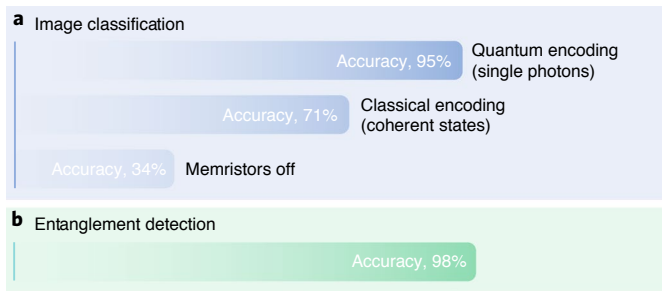 a Image classification
Accuracy, 95%
Quantum encoding
(single photons)
Accuracy, 71%
Classical encoding
(coherent states)
Accuracy, 34%
Memristors off
b Entanglement detection
Accuracy, 98%